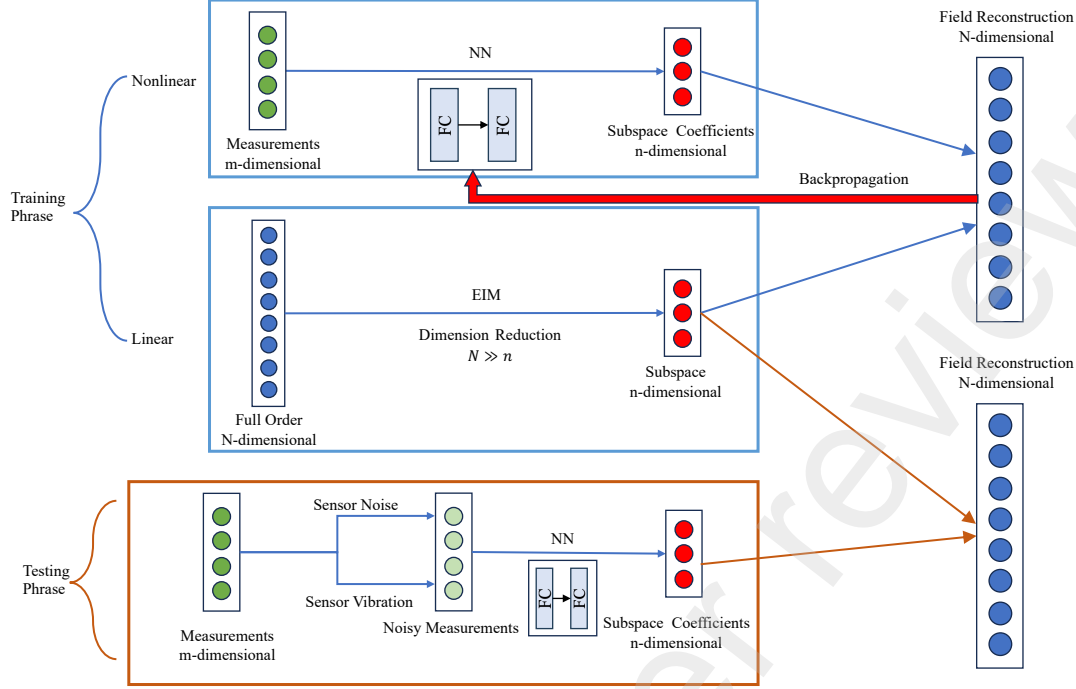 Field Reconstruction
N-dimensional
NN
Nonlinear
FC
FC
Measurements
m-dimensional
Subspace Coefficients
n-dimensional
Backpropagation
Training
Phrase
EIM
Dimension Reduction
N ≫ n
Linear
Subspace
n-dimensional
Full Order
N-dimensional
Field Reconstruction
N-dimensional
Sensor Noise
NN
FC
FC
Testing
Phrase
Sensor Vibration
Noisy Measurements
Measurements
m-dimensional
Subspace Coefficients
n-dimensional
er review